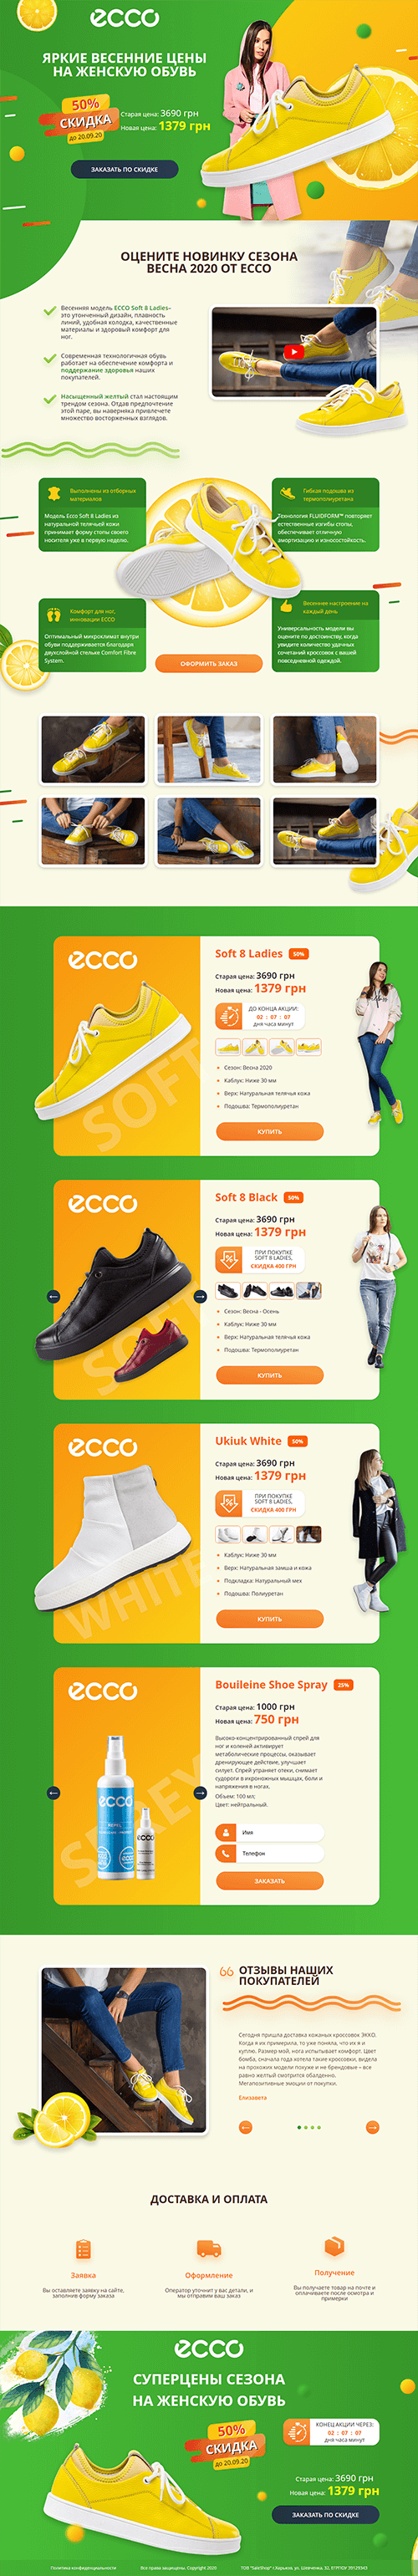 ecco
ЯРКИЕ ВЕСЕННИЕ ЦЕНЫ
НА ЖЕНСКУЮ ОБУВЬ
50%
СКИДКА
до 20.09.20
Старая цена: 3690 грн
Новая цена: 1379 грн
ЗАКАЗАТЬ ПО СКИДКЕ
ОЦЕНИТЕ НОВИНКУ СЕЗОНА
ВЕСНА 2020 ОТ ECCO
Весенняя модель ECCO Soft 8 Ladies–
это утонченный дизайн, плавность
линий, удобная колодка, качественные
материалы и здоровый комфорт для
ног.
Современная технологичная обувь
работает на обеспечение комфорта и
поддержание здоровья наших
покупателей.
Насыщенный желтый стал настоящим
трендом сезона. Отдав предпочтение
этой паре, вы наверняка привлечете
множество восторженных взглядов.
Выполнены из отборных
материалов
Модель Ecco Soft 8 Ladies из
натуральной телячьей кожи
принимает форму стопы своего
носителя уже в первую неделю.
Гибкая подошва из
термополиуретана
Технология FLUIDFORM™ повторяет
естественные изгибы стопы,
обеспечивает отличную
амортизацию и износостойкость.
Комфорт для ног,
инновации ECCO
Оптимальный микроклимат внутри
обуви поддерживается благодаря
двухслойной стельке Comfort Fibre
System.
Весеннее настроение на
каждый день
Универсальность модели вы
оцените по достоинству, когда
увидите количество удачных
сочетаний кроссовок с вашей
повседневной одеждой.
ОФОРМИТЬ ЗАКАЗ
ecco
SOFT
Soft 8 Ladies 50%
Старая цена: 3690 грн
Новая цена: 1379 грн
ДО КОНЦА АКЦИИ:
02 : 07 : 07
дня часа минут
Сезон: Весна 2020
Каблук: Ниже 30 мм
Верх: Натуральная телячья кожа
Подошва: Термополиуретан
КУПИТЬ
ecco
SOFT
Soft 8 Black 50%
Старая цена: 3690 грн
Новая цена: 1379 грн
ПРИ ПОКУПКЕ
SOFT 8 LADIES,
СКИДКА 400 ГРН
Сезон: Весна - Осень
Каблук: Ниже 30 мм
Верх: Натуральная телячья кожа
Подошва: Термополиуретан
КУПИТЬ
ecco
WHITE
Ukiuk White 50%
Старая цена: 3690 грн
Новая цена: 1379 грн
ПРИ ПОКУПКЕ
SOFT 8 LADIES,
СКИДКА 400 ГРН
Каблук: Ниже 30 мм
Верх: Натуральная замша и кожа
Подкладка: Натуральный мех
Подошва: Полиуретан
КУПИТЬ
ecco
ecco
ecco
Bouileine Shoe Spray 25%
Старая цена: 1000 грн
Новая цена: 750 грн
Высоко-концентрированный спрей для
ног и коленей активирует
метаболические процессы, оказывает
дренирующее действие, улучшает
силуэт. Спрей утраняет отеки, снимает
судороги в икроножных мышцах, боли и
напряжения в ногах.
Объем: 100 мл;
Цвет: нейтральный.
Имя
Телефон
ЗАКАЗАТЬ
ОТЗЫВЫ НАШИХ
ПОКУПАТЕЛЕЙ
Сегодня пришла доставка кожаных кроссовок ЭККО.
Когда я их примерила, то уже поняла, что их я и
куплю. Размер мой, нога испытывает комфорт. Цвет
бомба, сначала года хотела такие кроссовки, видела
на прохожих модели похуже и не брендовые – все
равно желтый смотрится обалденно.
Мегапозитивные эмоции от покупки.
Елизавета
ДОСТАВКА И ОПЛАТА
Заявка
Вы оставляете заявку на сайте,
заполнив форму заказа
Оформление
Оператор уточнит у вас детали, и
мы отправим ваш заказ
Получение
Вы получаете товар на почте и
оплачиваете после осмотра и
примерки
ecco
СУПЕРЦЕНЫ СЕЗОНА
НА ЖЕНСКУЮ ОБУВЬ
50%
СКИДКА
до 20.09.20
КОНЕЦ АКЦИИ ЧЕРЕЗ:
02 : 07 : 07
дня часа минут
Старая цена: 3690 грн
Новая цена: 1379 грн
ЗАКАЗАТЬ ПО СКИДКЕ
Политика конфиденциальности
Все права защищены, Copyright 2020